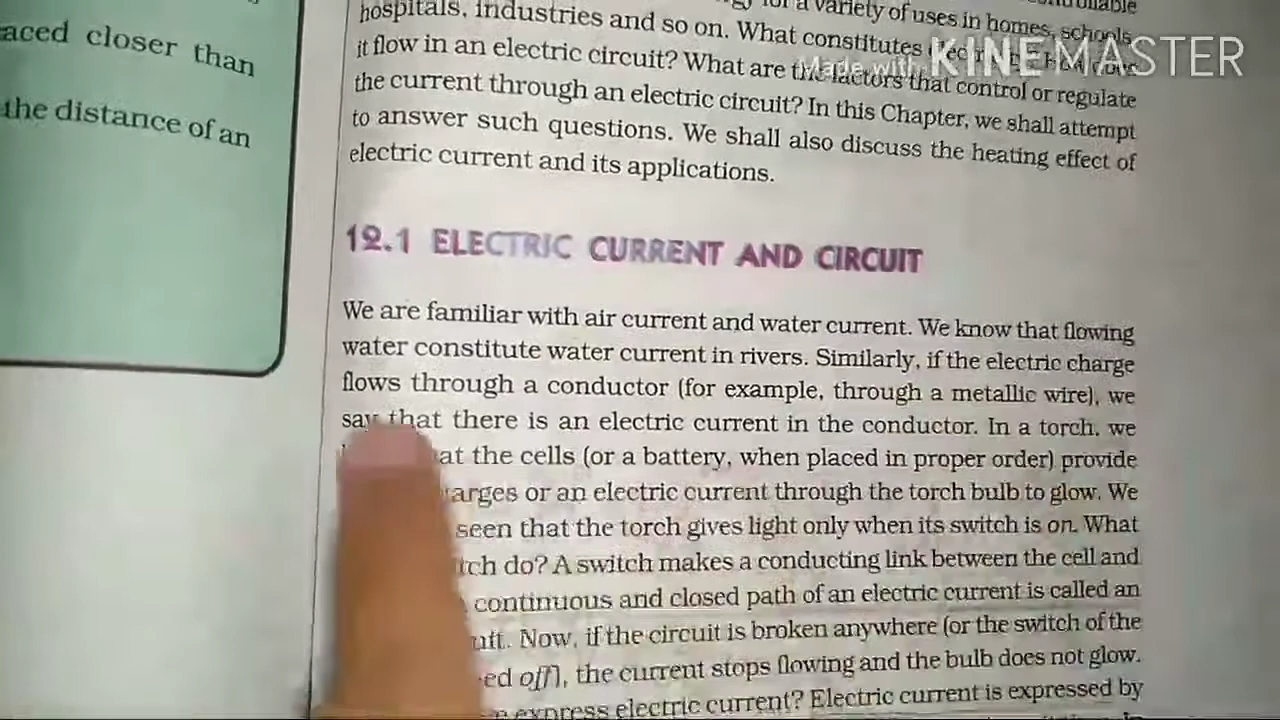 aced closer than
the distance of an
a variety of uses in homes, schools,
hospitals, industries and so on. What constitutes
it flow in an electric circuit? What are the factors that control or regulate
the current through an electric circuit? In this Chapter, we shall attempt
to answer such questions. We shall also discuss the heating effect of
electric current and its applications.
Made with KINEMASTER
12.1 ELECTRIC CURRENT AND CIRCUIT
We are familiar with air current and water current. We know that flowing
water constitute water current in rivers. Similarly, if the electric charge
flows through a conductor (for example, through a metallic wire), we
say that there is an electric current in the conductor. In a torch, we
at the cells (or a battery, when placed in proper order) provide
arges or an electric current through the torch bulb to glow. We
seen that the torch gives light only when its switch is on. What
tch do? A switch makes a conducting link between the cell and
continuous and closed path of an electric current is called an
uit. Now, if the circuit is broken anywhere (or the switch of the
ed off), the current stops flowing and the bulb does not glow.
express electric current? Electric current is expressed by